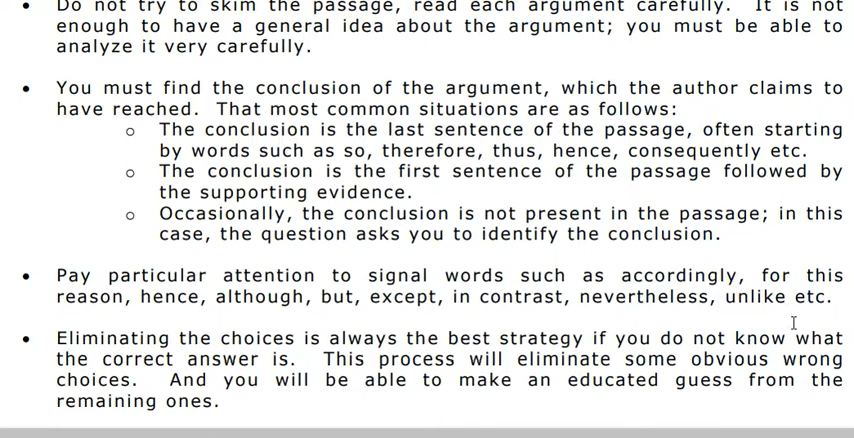 • Do not try to skim the passage, read each argument carefully. It is not
enough to have a general idea about the argument; you must be able to
analyze it very carefully.
• You must find the conclusion of the argument, which the author claims to
have reached. That most common situations are as follows:
o The conclusion is the last sentence of the passage, often starting
by words such as so, therefore, thus, hence, consequently etc.
o The conclusion is the first sentence of the passage followed by
the supporting evidence.
o Occasionally, the conclusion is not present in the passage; in this
case, the question asks you to identify the conclusion.
• Pay particular attention to signal words such as accordingly, for this
reason, hence, although, but, except, in contrast, nevertheless, unlike etc.
• Eliminating the choices is always the best strategy if you do not know what
the correct answer is. This process will eliminate some obvious wrong
choices. And you will be able to make an educated guess from the
remaining ones.